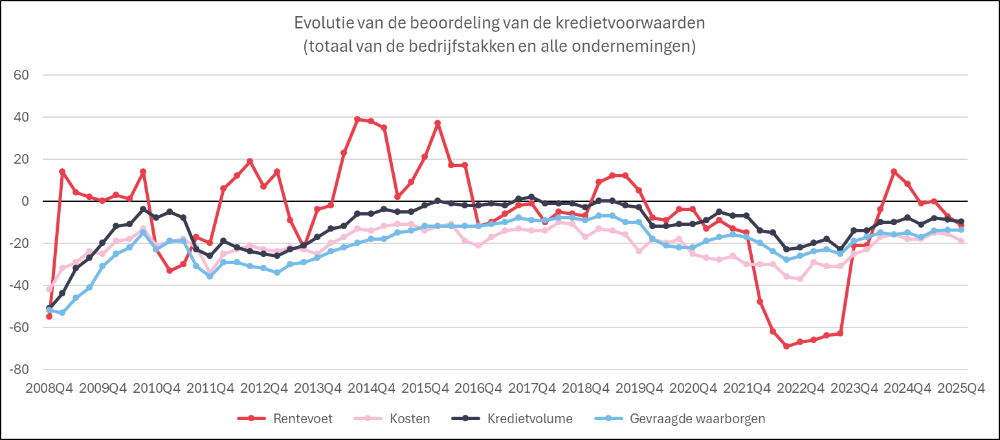 Evolutie van de beoordeling van de kredietvoorwaarden
(totaal van de bedrijfstakken en alle ondernemingen)
60
40
20
0
-20
-40
-60
-80
2008Q4 2009Q4 2010Q4 2011Q4 2012Q4 2013Q4 2014Q4 2015Q4 2016Q4 2017Q4 2018Q4 2019Q4 2020Q4 2021Q4 2022Q4 2023Q4 2024Q4 2025Q4
Rentevoet Kosten Kredietvolume Gevraagde waarborgen